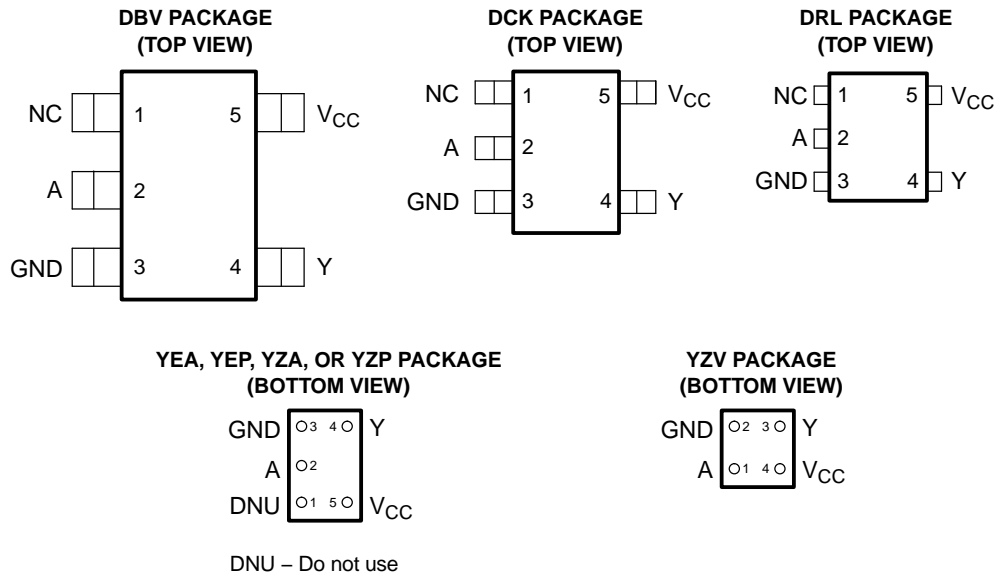 DBV PACKAGE
(TOP VIEW)
NC 1 5 VCC
A 2
GND 3 4 Y
DCK PACKAGE
(TOP VIEW)
NC 1 5 VCC
A 2
GND 3 4 Y
DRL PACKAGE
(TOP VIEW)
NC 1 5 VCC
A 2
GND 3 4 Y
YEA, YEP, YZA, OR YZP PACKAGE
(BOTTOM VIEW)
GND 3 4 Y
A 2
DNU 1 5 VCC
DNU – Do not use
YZV PACKAGE
(BOTTOM VIEW)
GND 2 3 Y
A 1 4 VCC